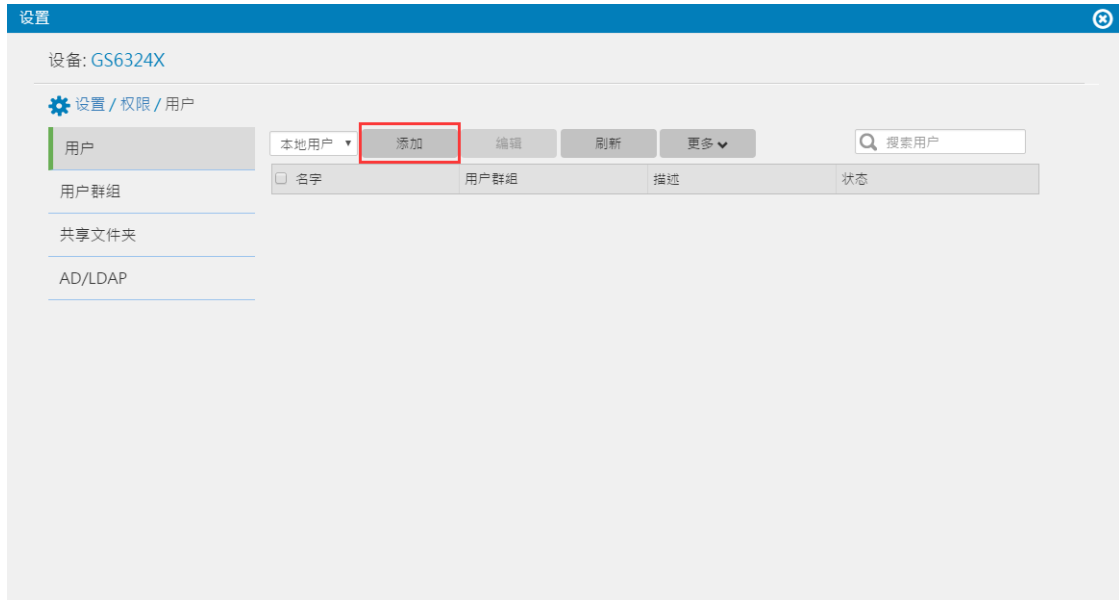 设置
设备: GS6324X
设置 / 权限 / 用户
用户
用户群组
共享文件夹
AD/LDAP
本地用户 添加 编辑 刷新 更多 搜索用户
名字 用户群组 描述 状态